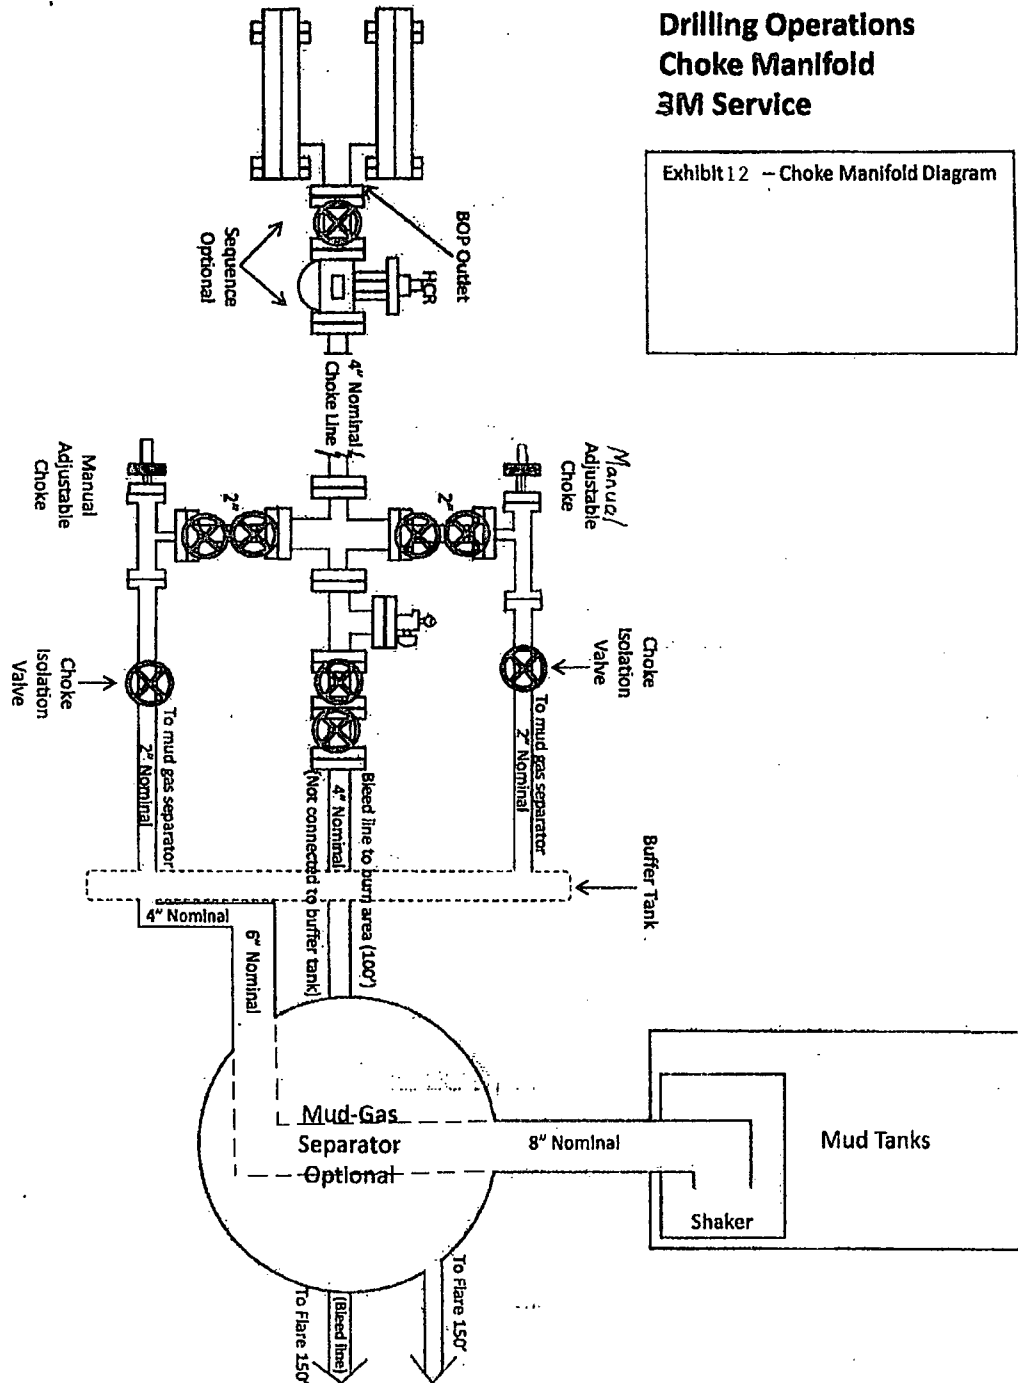 Drilling Operations
Choke Manifold
3M Service
Exhibit 12 – Choke Manifold Diagram
BOP Outlet
HCR
Sequence
Optional
4" Nominal
Choke Line
Manual
Adjustable
Choke
2"
2"
Manual
Adjustable
Choke
Choke
Isolation
Valve
Choke
Isolation
Valve
To mud gas separator
2" Nominal
Bleed line to burn area (100')
4" Nominal
(Not connected to buffer tank)
To mud gas separator
2" Nominal
Buffer Tank
4" Nominal
6" Nominal
Mud-Gas
Separator
Optional
8" Nominal
Mud Tanks
Shaker
To Flare 150'
(Bleed line)
To Flare 150'